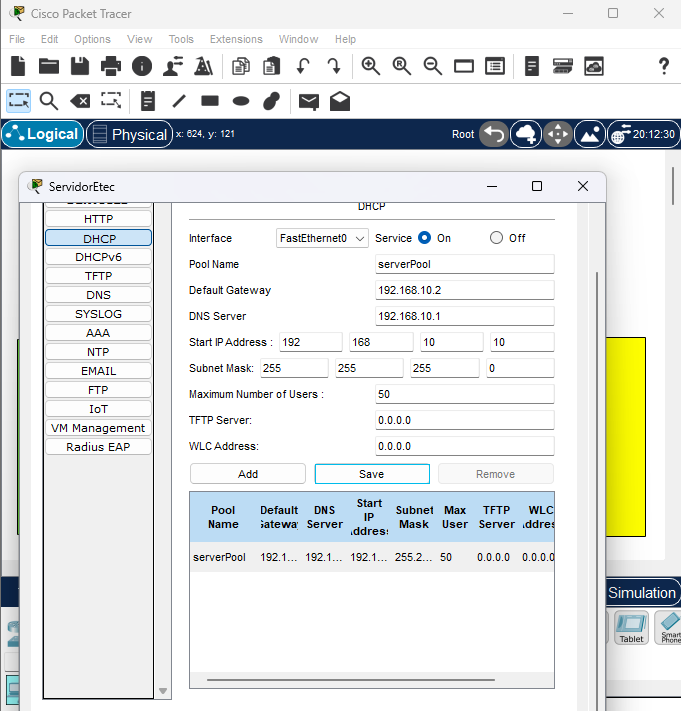 Cisco Packet Tracer
File Edit Options View Tools Extensions Window Help
?
Logical Physical x: 624, y: 121 Root 20:12:30
ServidorEtec
HTTP
DHCP
DHCPv6
TFTP
DNS
SYSLOG
AAA
NTP
EMAIL
FTP
IoT
VM Management
Radius EAP
DHCP
Interface FastEthernet0 Service On Off
Pool Name serverPool
Default Gateway 192.168.10.2
DNS Server 192.168.10.1
Start IP Address : 192 168 10 10
Subnet Mask: 255 255 255 0
Maximum Number of Users : 50
TFTP Server: 0.0.0.0
WLC Address: 0.0.0.0
Add Save Remove
Pool Name Default Gateway DNS Server Start IP Address Subnet Mask Max User TFTP Server WLC Address
serverPool 192.1... 192.1... 192.1... 255.2... 50 0.0.0.0 0.0.0.0
Simulation
Tablet
Smart Phone